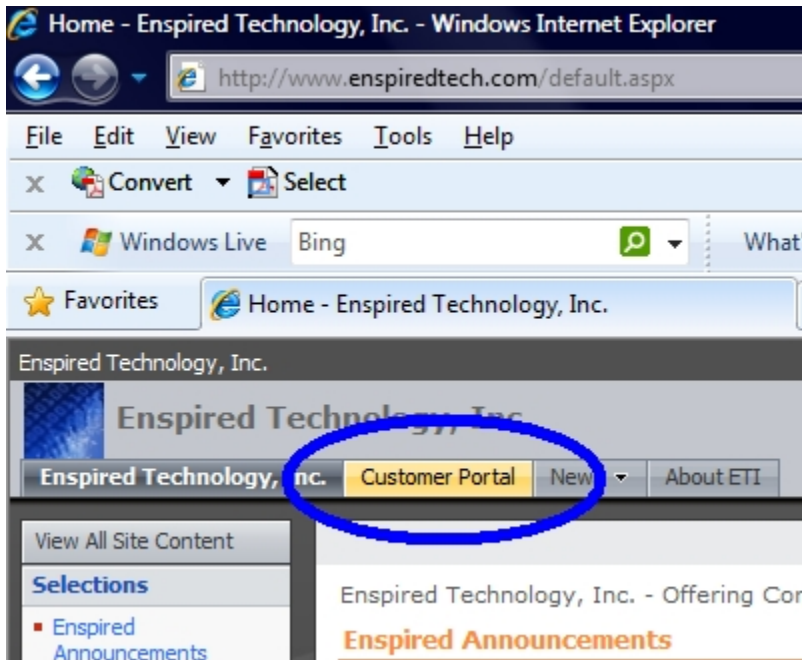 Home - Enspired Technology, Inc. - Windows Internet Explorer
http://www.enspiredtech.com/default.aspx
File Edit View Favorites Tools Help
x Convert Select
x Windows Live Bing What'
Favorites Home - Enspired Technology, Inc.
Enspired Technology, Inc.
Enspired Technology, Inc.
Enspired Technology, Inc. Customer Portal New About ETI
View All Site Content
Selections
Enspired Technology, Inc. - Offering Cor
Enspired
Announcements
Enspired Announcements